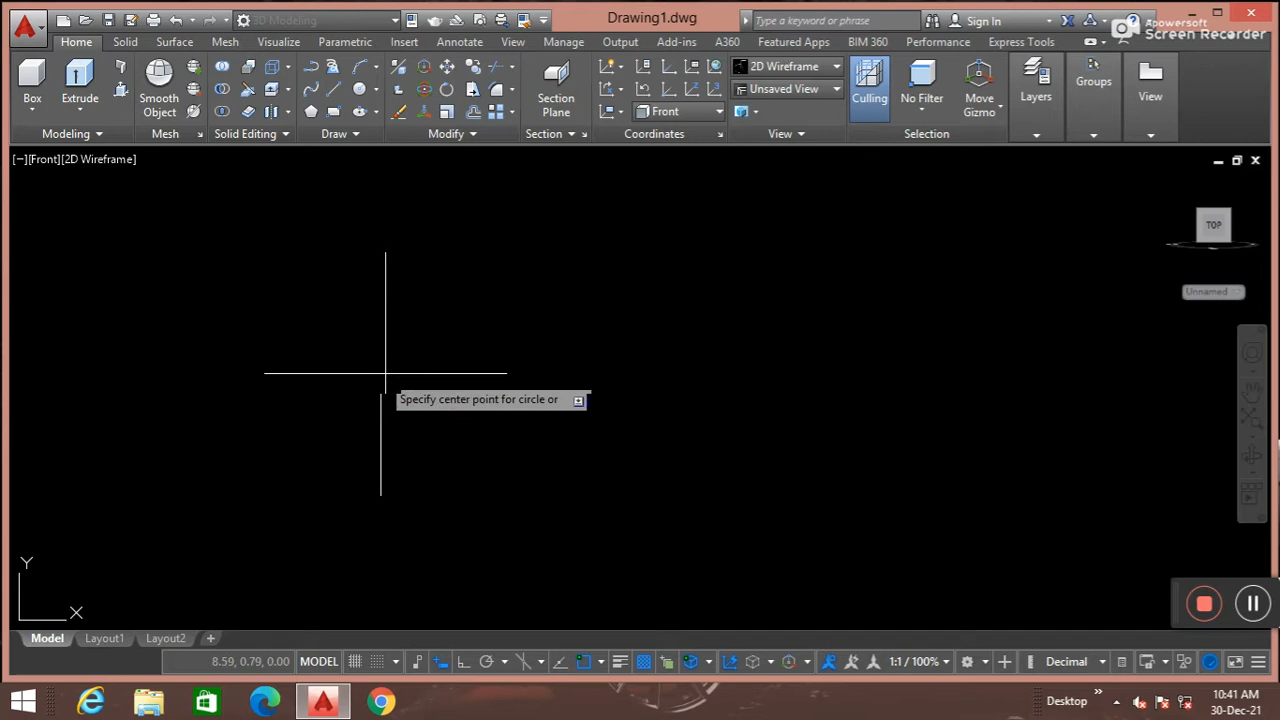 3D Modeling
Drawing1.dwg
Type a keyword or phrase
Sign In
Apowersoft
Screen Recorder
Home
Solid
Surface
Mesh
Visualize
Parametric
Insert
Annotate
View
Manage
Output
Add-ins
A360
Featured Apps
BIM 360
Performance
Express Tools
Box
Extrude
Smooth
Object
Section
Plane
2D Wireframe
Unsaved View
Front
Culling
No Filter
Move
Gizmo
Layers
Groups
View
Modeling
Mesh
Solid Editing
Draw
Modify
Section
Coordinates
View
Selection
[−][Front][2D Wireframe]
TOP
Unnamed
Specify center point for circle or
Y
X
Model
Layout1
Layout2
8.59, 0.79, 0.00
MODEL
1:1 / 100%
Decimal
Desktop
10:41 AM
30-Dec-21